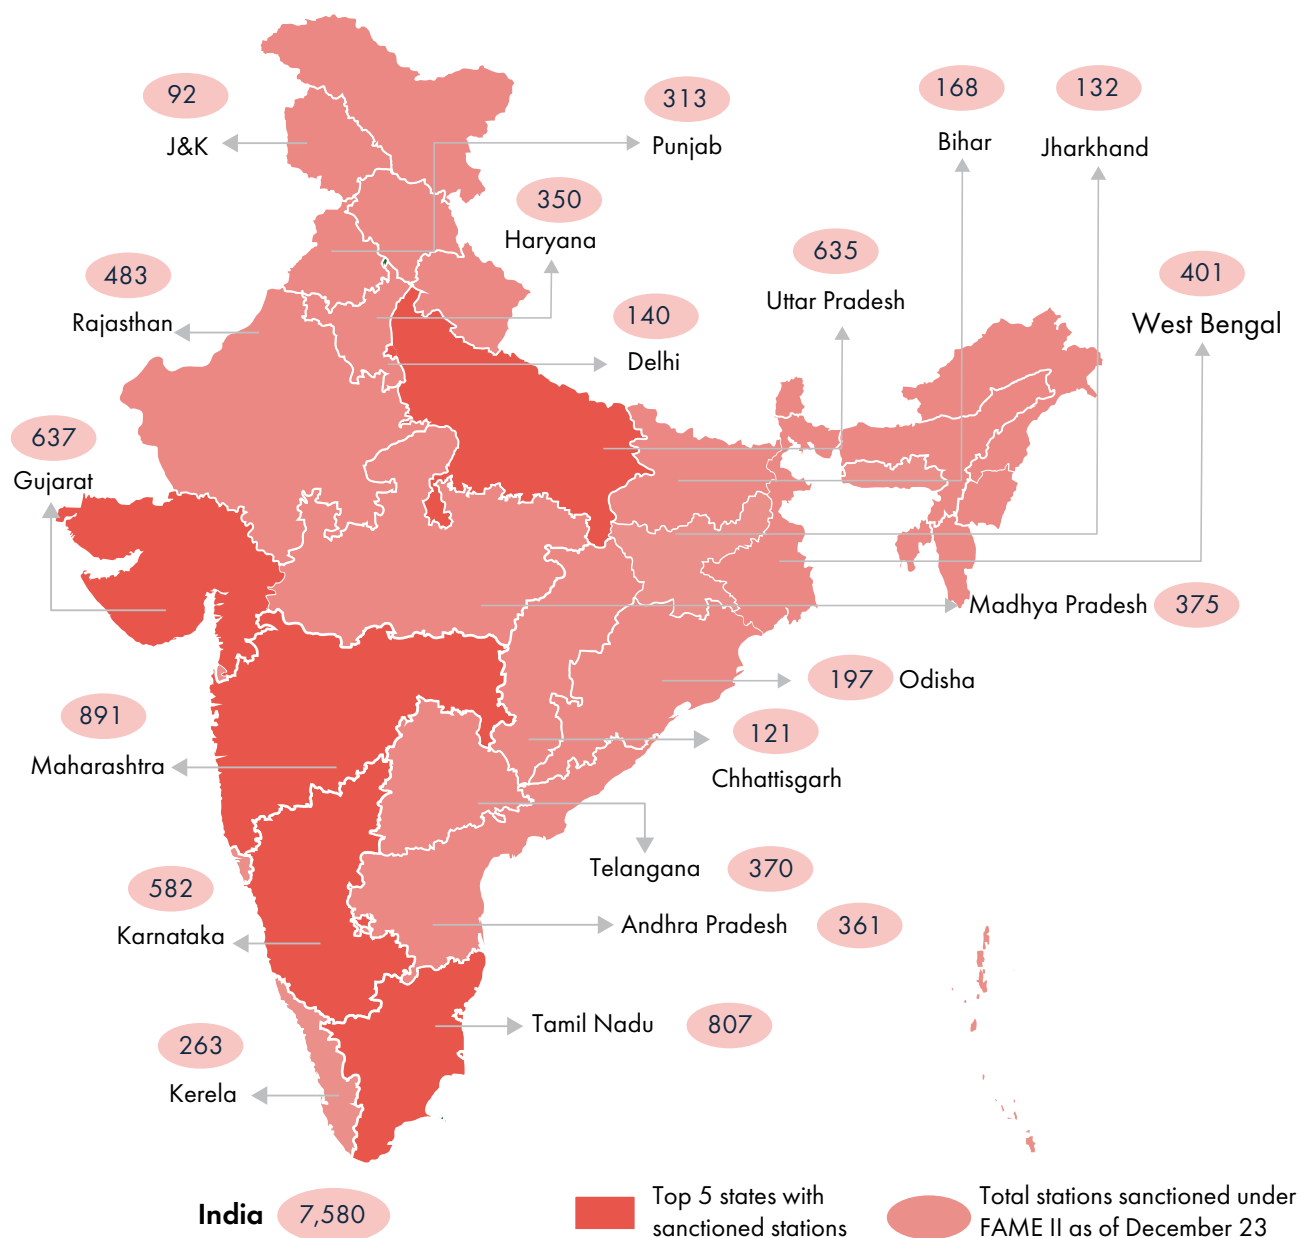 92
J&K
313
Punjab
168
Bihar
132
Jharkhand
350
Haryana
635
Uttar Pradesh
401
West Bengal
483
Rajasthan
140
Delhi
637
Gujarat
Madhya Pradesh 375
197 Odisha
891
Maharashtra
121
Chhattisgarh
Telangana 370
582
Karnataka
Andhra Pradesh 361
Tamil Nadu 807
263
Kerela
India 7,580
Top 5 states with
sanctioned stations
Total stations sanctioned under
FAME II as of December 23